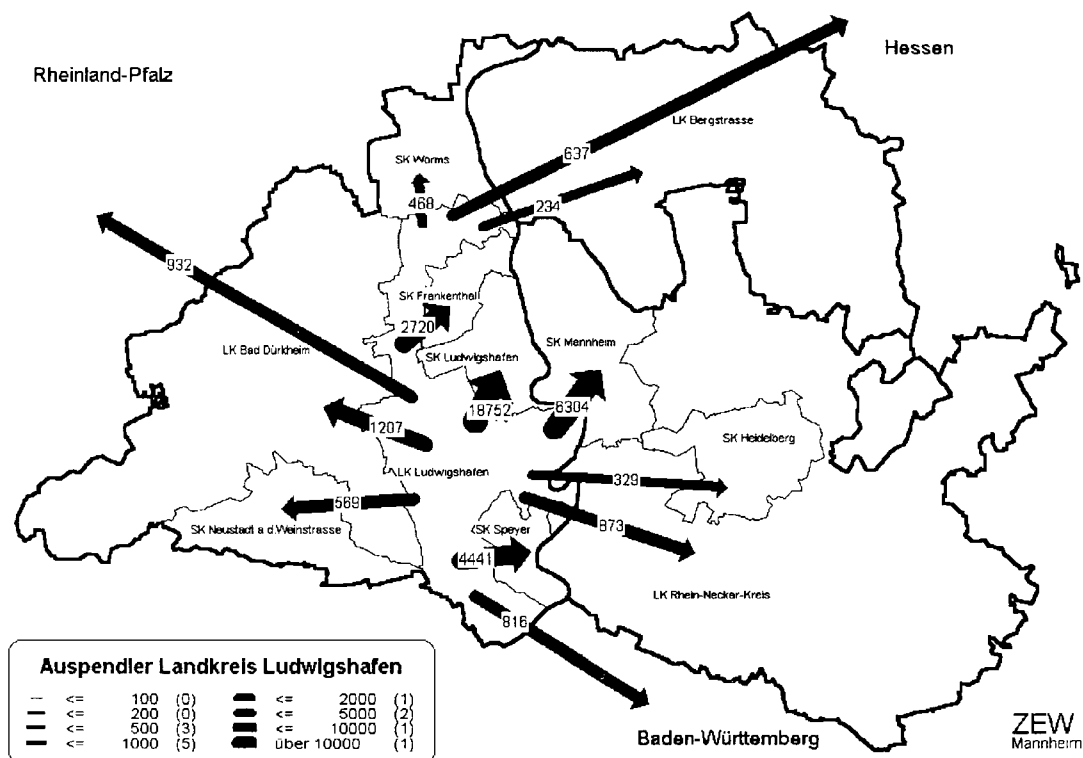 Rheinland-Pfalz
Hessen
LK Bergstrasse
637
SK Worms
468
234
932
SK Frankenthal
2720
LK Bad Dürkheim
SK Ludwigshafen
SK Mannheim
18752
6304
1207
SK Heidelberg
LK Ludwigshafen
329
569
873
SK Neustadt a.d.Weinstrasse
SK Speyer
4441
LK Rhein-Neckar-Kreis
816
Auspendler Landkreis Ludwigshafen
<= 100 (0) <= 2000 (1)
<= 200 (0) <= 5000 (2)
<= 500 (3) <= 10000 (1)
<= 1000 (5) über 10000 (1)
Baden-Württemberg
ZEW
Mannheim